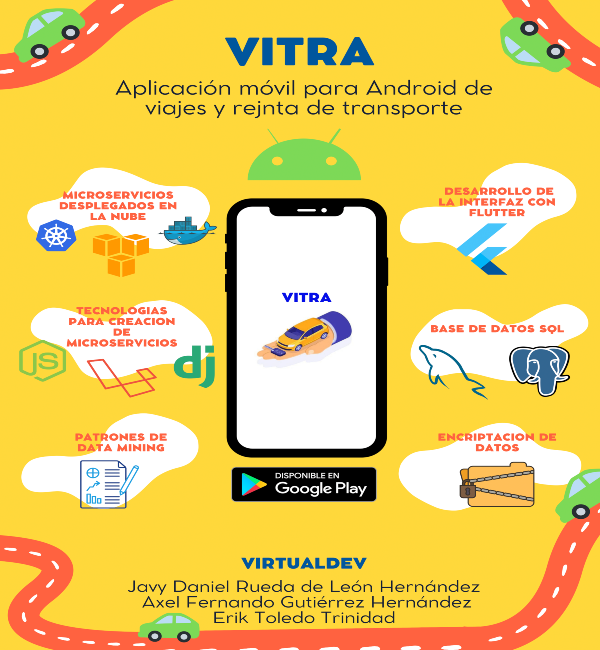 VITRA
Aplicación móvil para Android de
viajes y rejnta de transporte
MICROSERVICIOS
DESPLEGADOS EN
LA NUBE
DESARROLLO DE
LA INTERFAZ CON
FLUTTER
VITRA
TECNOLOGIAS
PARA CREACION
DE
MICROSERVICIOS
JS
dj
BASE DE DATOS SQL
PATRONES DE
DATA MINING
ENCRIPTACION DE
DATOS
DISPONIBLE EN
Google Play
VIRTUALDEV
Javy Daniel Rueda de León Hernández
Axel Fernando Gutiérrez Hernández
Erik Toledo Trinidad